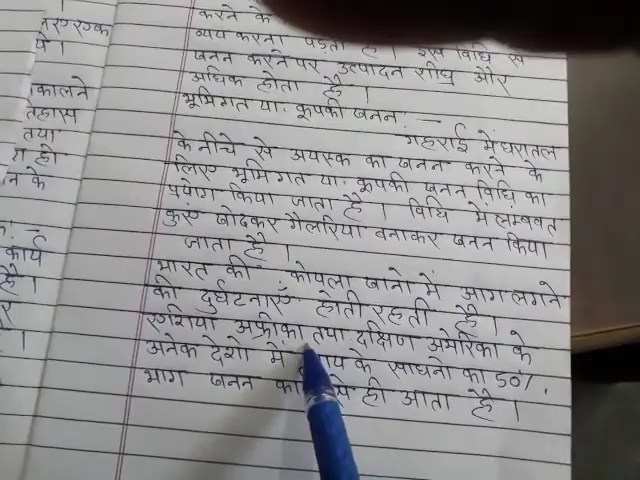 करने के
व्यय करना पड़ता है । इस विधि से
खनन करने पर उत्पादन शीघ्र और
अधिक होता है ।
भूमिगत या कूपकी खनन : —
गहराई में धरातल
के नीचे से अयस्क का खनन करने के
लिए भूमिगत या कूपकी खनन विधि का
प्रयोग किया जाता है । विधि में लम्बवत
कुएं खोदकर गैलरिया बनाकर खनन किया
जाता है ।
भारत की कोयला खानो में आग लगने
की दुर्घटनाएँ होती रहती है ।
एशिया अफ्रीका तथा दक्षिण अमेरिका के
अनेक देशो में के साधनो का 50%
भाग खनन का से ही आता है ।